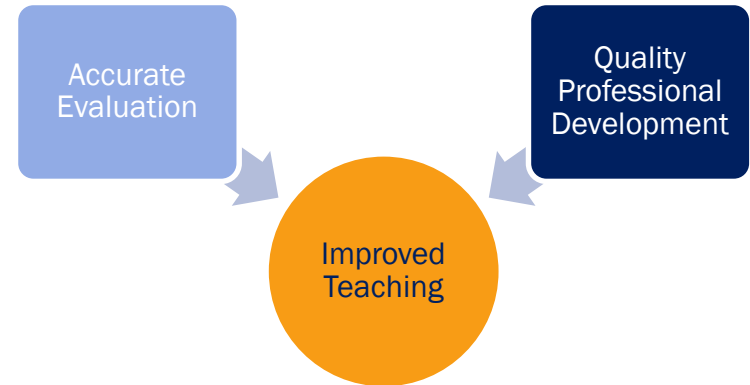 Accurate
Evaluation
Quality
Professional
Development
Improved
Teaching